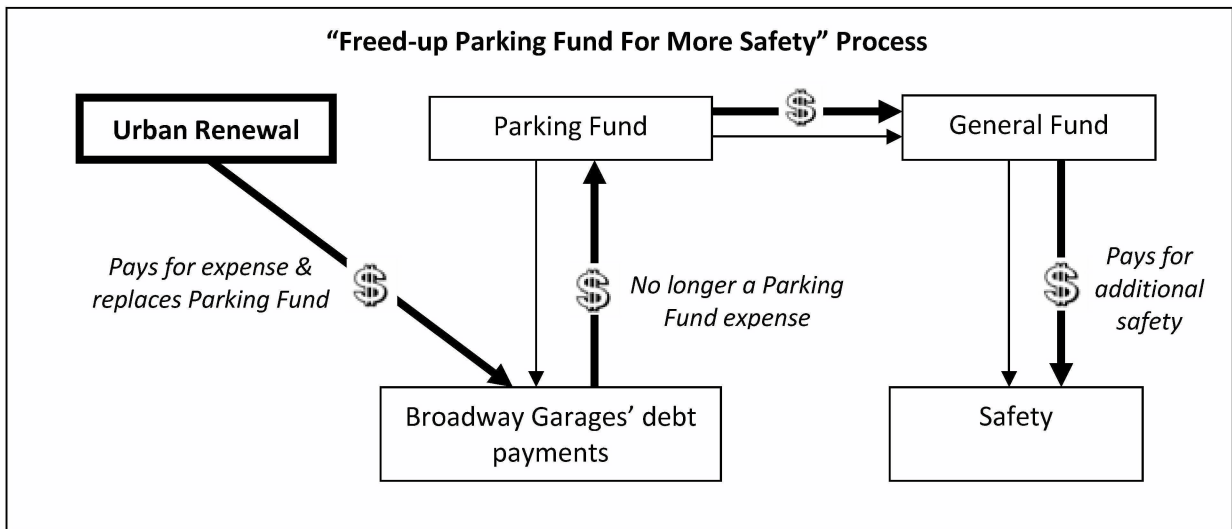 “Freed-up Parking Fund For More Safety” Process
Urban Renewal
Parking Fund
General Fund
$
Pays for expense &
replaces Parking Fund
$
$
No longer a Parking
Fund expense
$
Pays for
additional
safety
Broadway Garages’ debt
payments
Safety